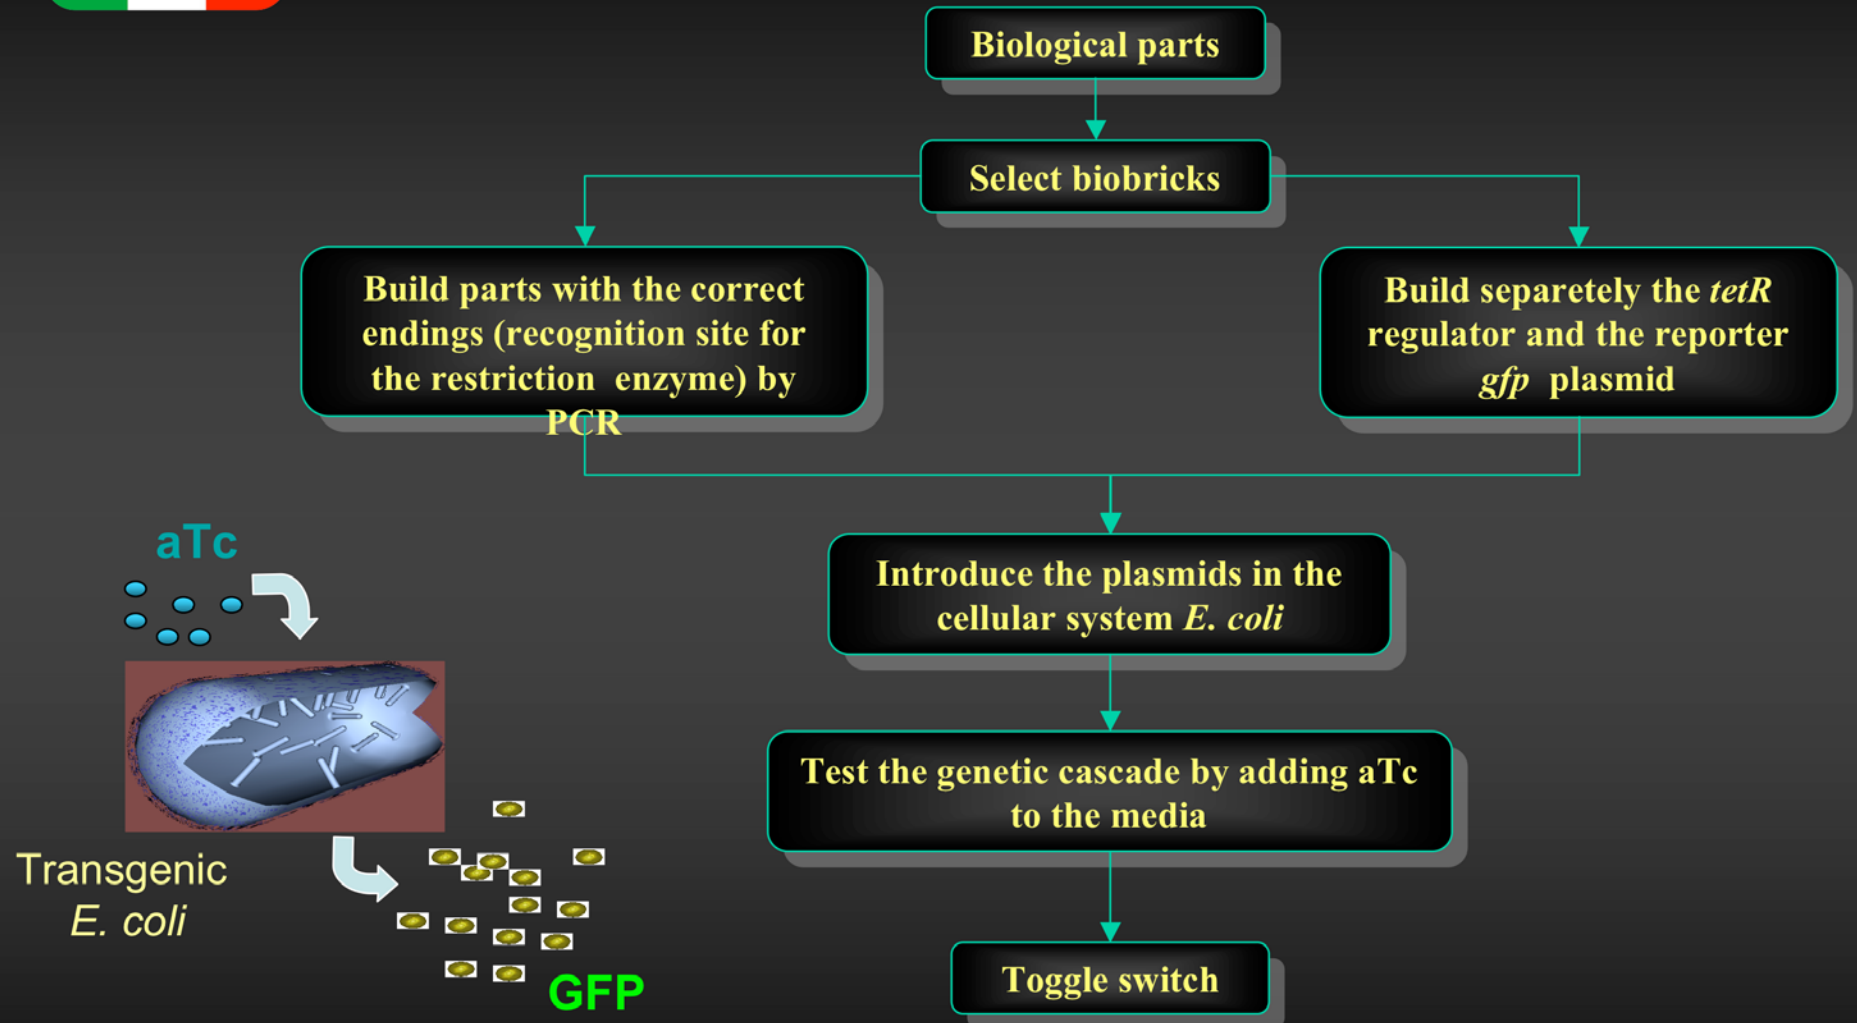 Biological parts
Select biobricks
Build parts with the correct
endings (recognition site for
the restriction enzyme) by
PCR
Build separetely the tetR
regulator and the reporter
gfp plasmid
Introduce the plasmids in the
cellular system E. coli
Test the genetic cascade by adding aTc
to the media
Toggle switch
aTc
Transgenic
E. coli
GFP